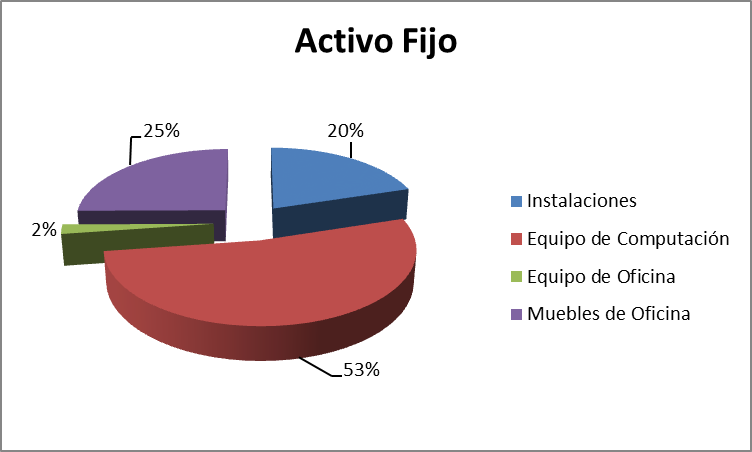 Activo Fijo
25%
20%
2%
53%
Instalaciones
Equipo de Computación
Equipo de Oficina
Muebles de Oficina